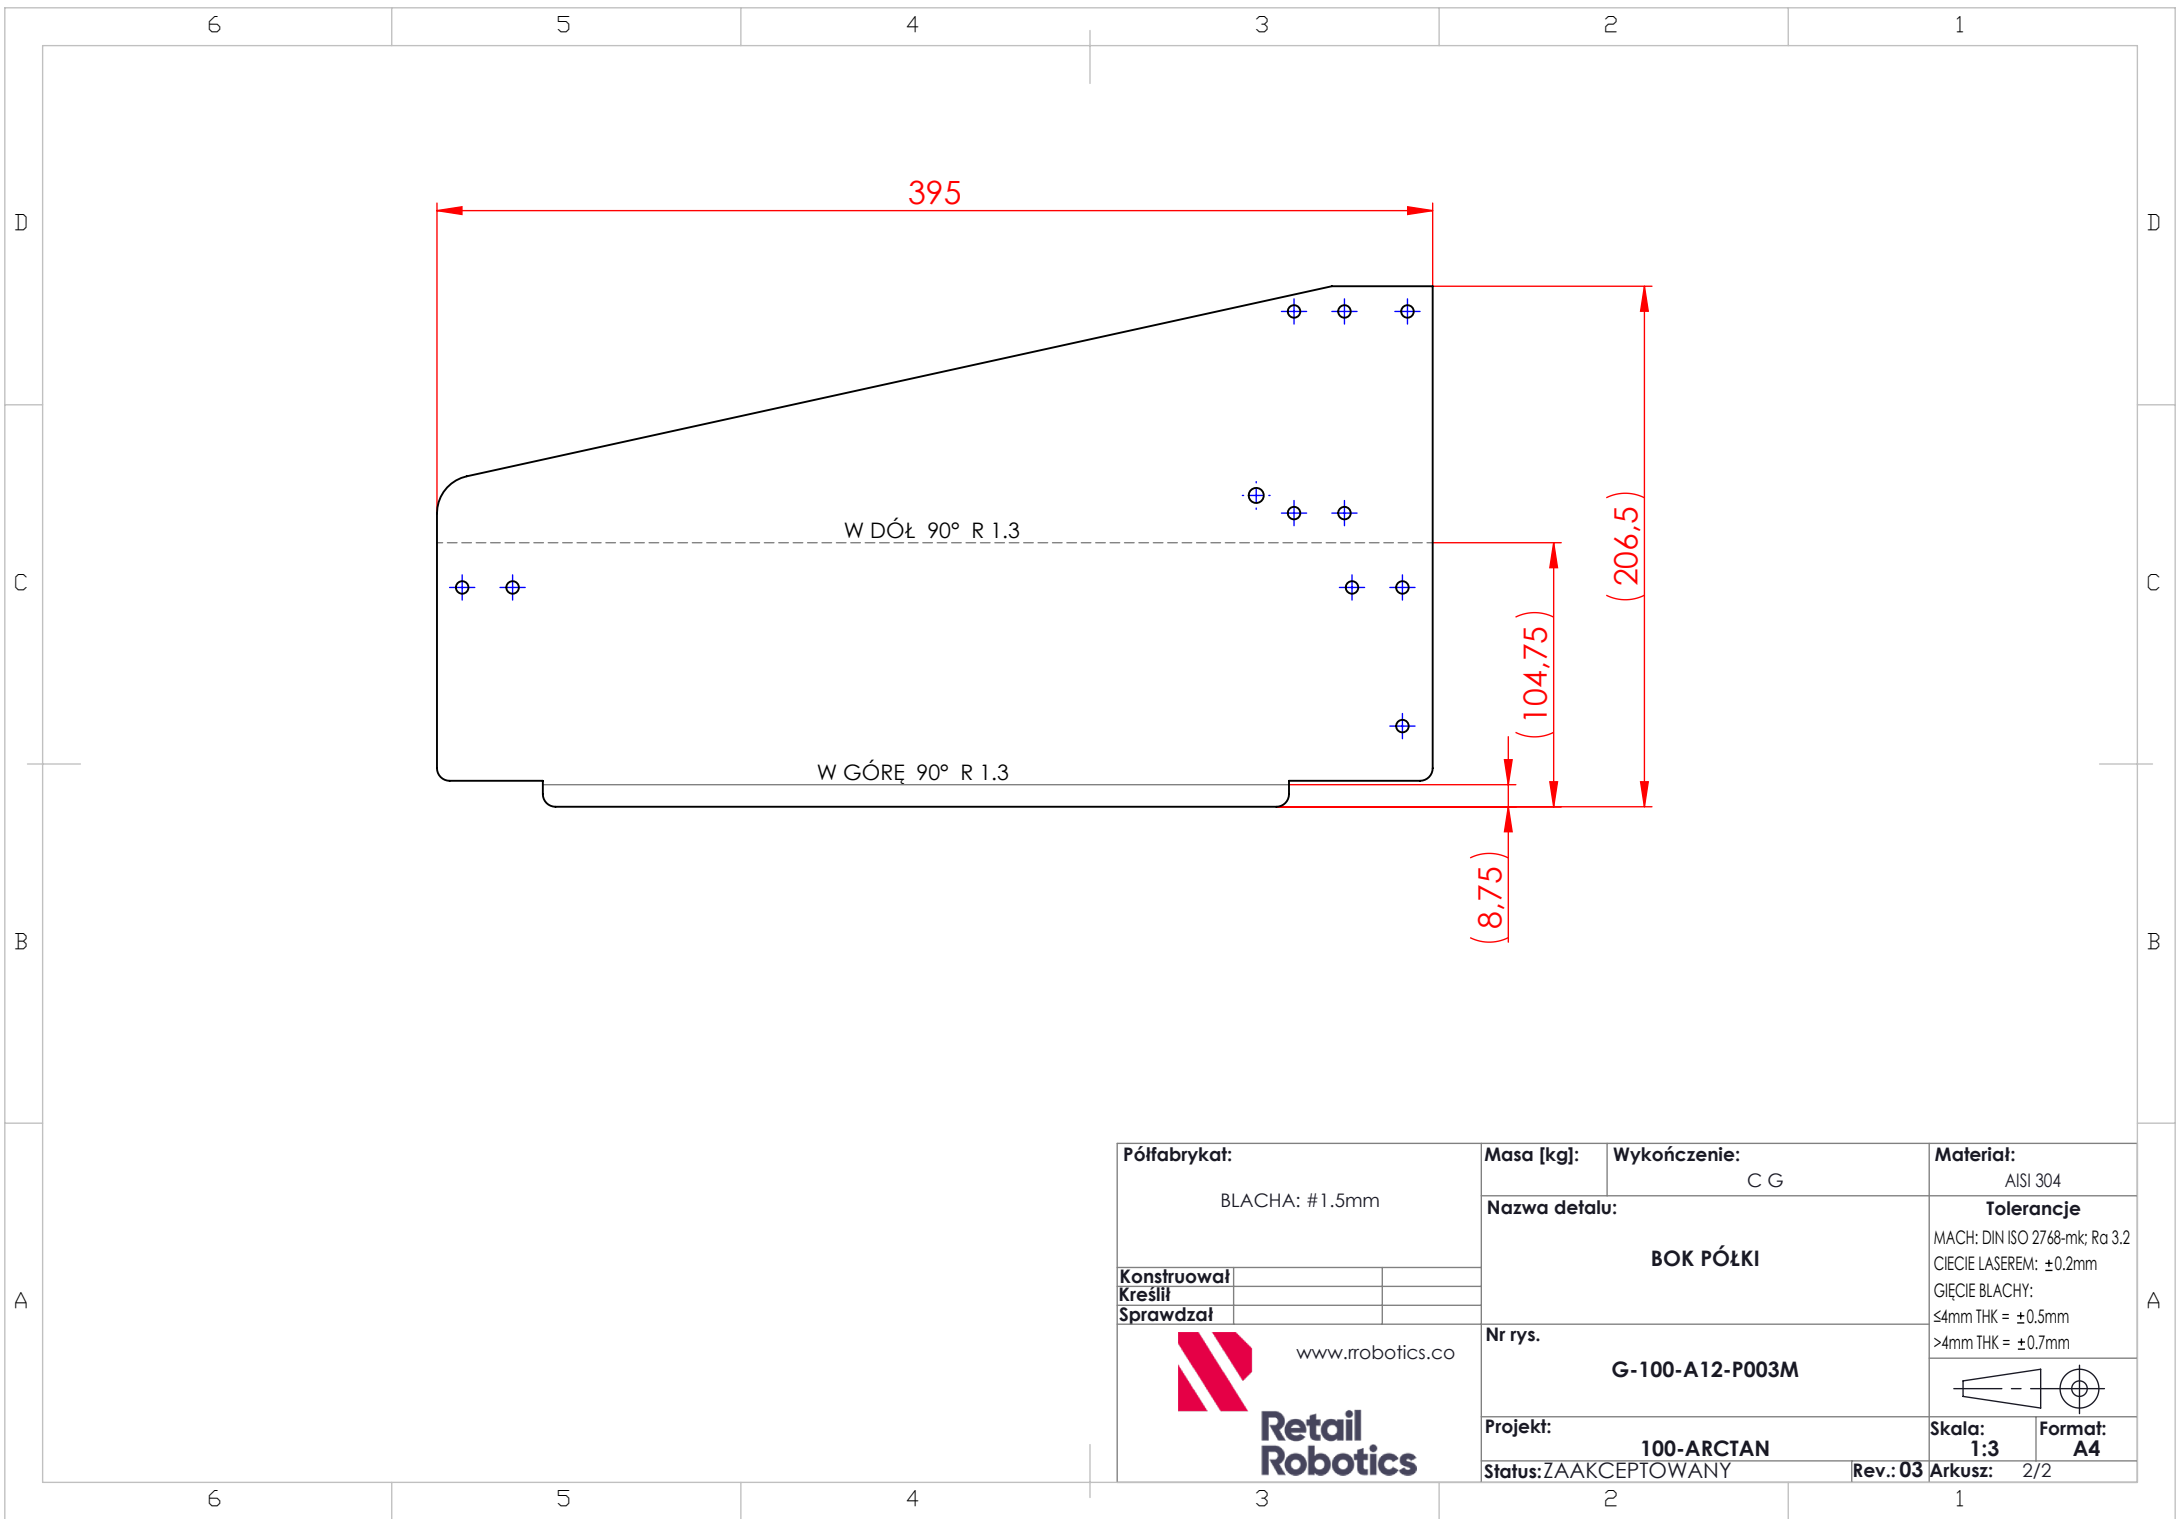 6 5 4 3 2 1
D D
395
W DÓŁ 90° R 1.3
(206,5)
C C
(104,75)
W GÓRĘ 90° R 1.3
(8,75)
B B
A A
Półfabrykat:
BLACHA: #1.5mm
Masa [kg]:
Wykończenie:
C G
Materiał:
AISI 304
Nazwa detalu:
BOK PÓŁKI
Tolerancje
MACH: DIN ISO 2768-mk; Ra 3.2
CIECIE LASEREM: ±0.2mm
GIĘCIE BLACHY:
≤4mm THK = ±0.5mm
>4mm THK = ±0.7mm
Konstruował
Kreślił
Sprawdzał
www.rrobotics.co
Retail
Robotics
Nr rys.
G-100-A12-P003M
Projekt:
100-ARCTAN
Skala:
1:3
Format:
A4
Status: ZAAKCEPTOWANY
Rev.: 03
Arkusz: 2/2
6 5 4 3 2 1